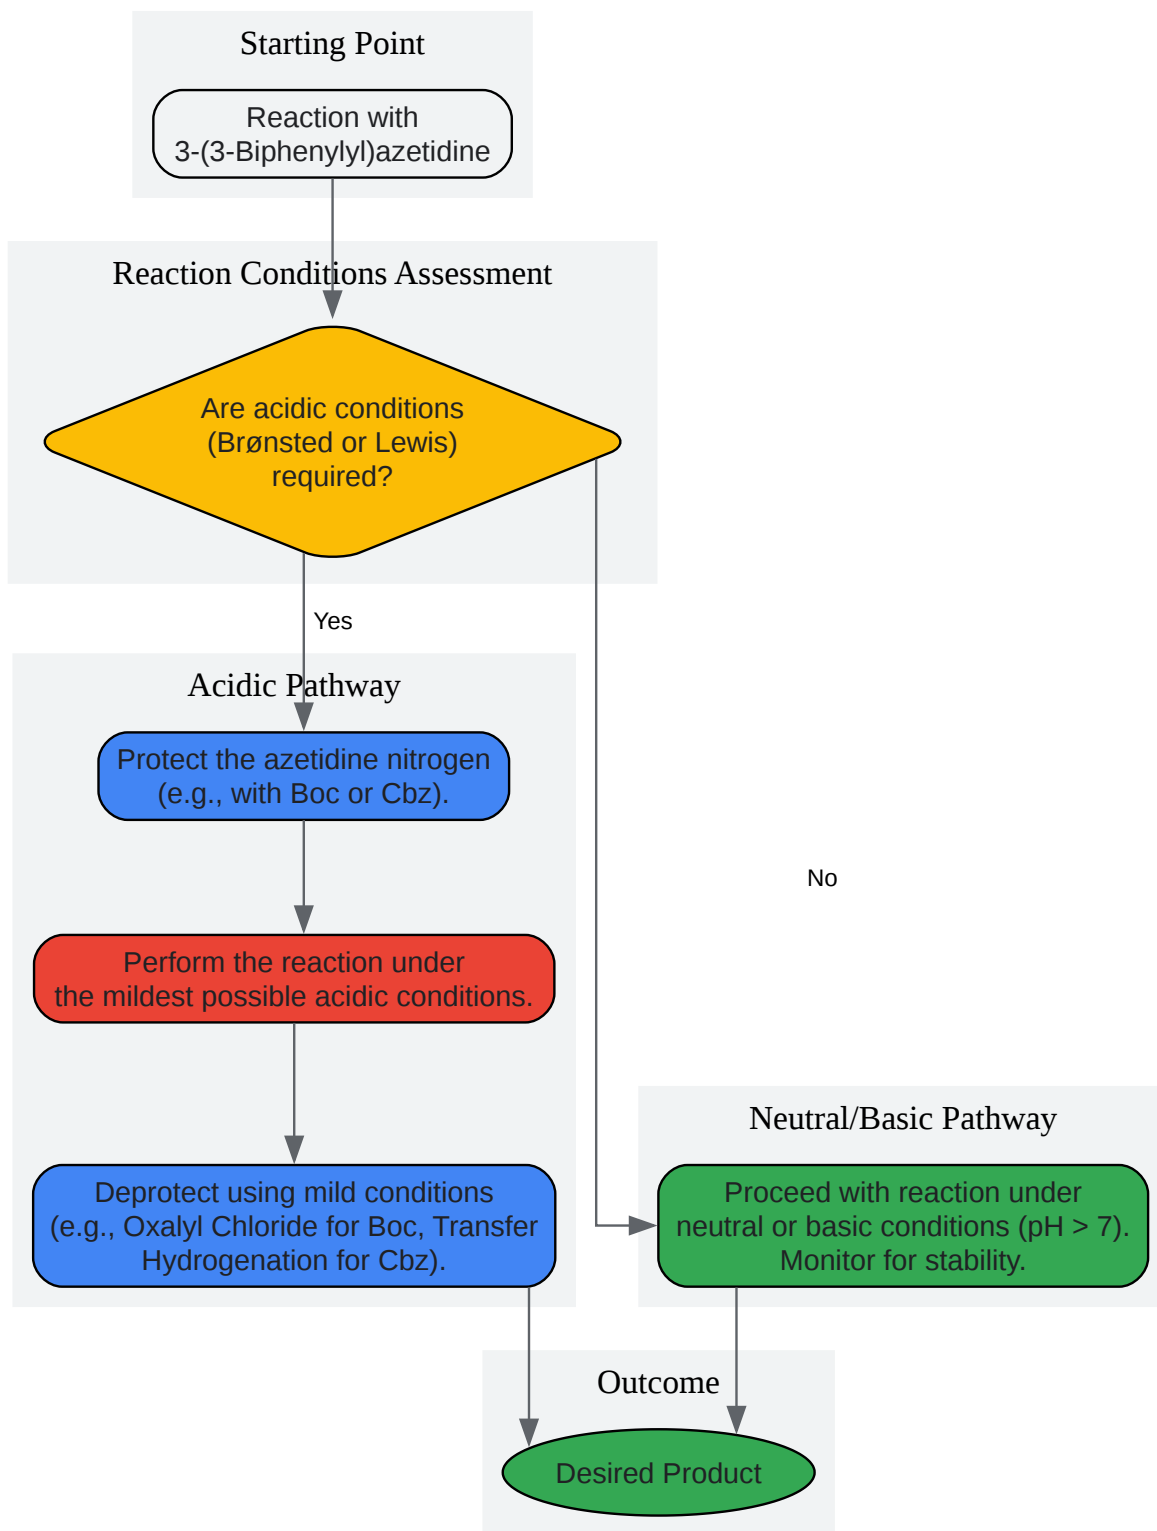 Starting Point
Reaction with
3-(3-Biphenylyl)azetidine
Reaction Conditions Assessment
Are acidic conditions
(Brønsted or Lewis)
required?
Yes
Acidic Pathway
Protect the azetidine nitrogen
(e.g., with Boc or Cbz).
No
Perform the reaction under
the mildest possible acidic conditions.
Neutral/Basic Pathway
Deprotect using mild conditions
(e.g., Oxalyl Chloride for Boc, Transfer
Hydrogenation for Cbz).
Proceed with reaction under
neutral or basic conditions (pH > 7).
Monitor for stability.
Outcome
Desired Product